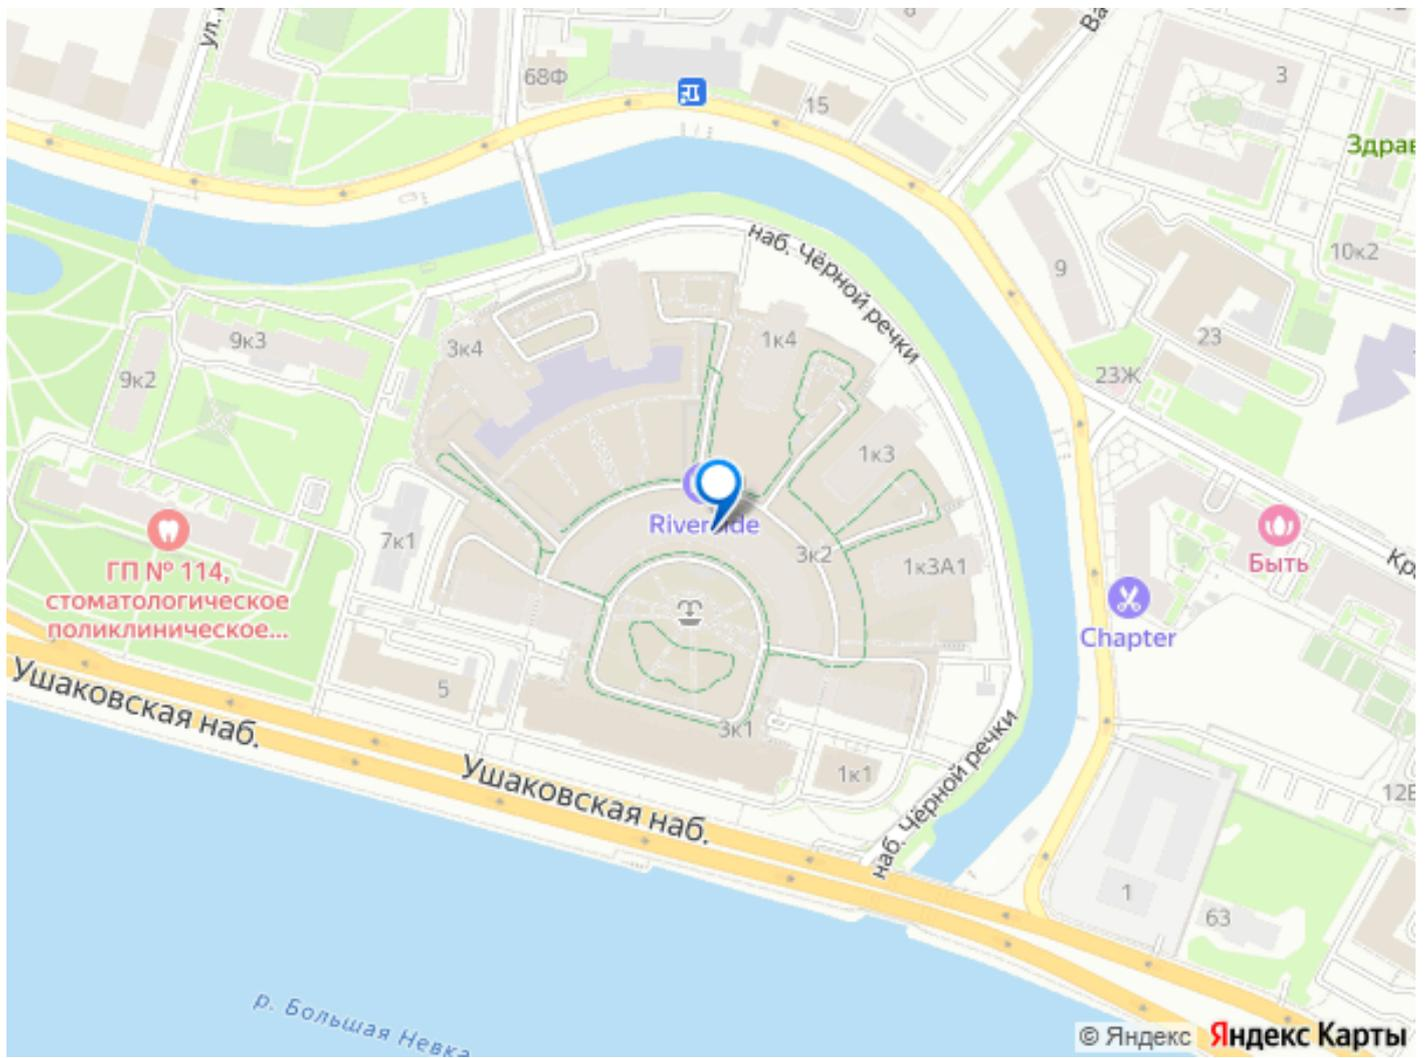 ул.
68Ф
15
3
Здрав
наб. Чёрной речки
9
10к2
3к4
1к4
9к3
9к2
23
23Ж
1к3
Riverside
7к1
3к2
1к3А1
Быть
ГП № 114,
стоматологическое
поликлиническое...
Chapter
Ушаковская наб.
5
3к1
1к1
наб. Чёрной речки
Ушаковская наб.
1
63
р. Большая Невка
© Яндекс Яндекс Карты